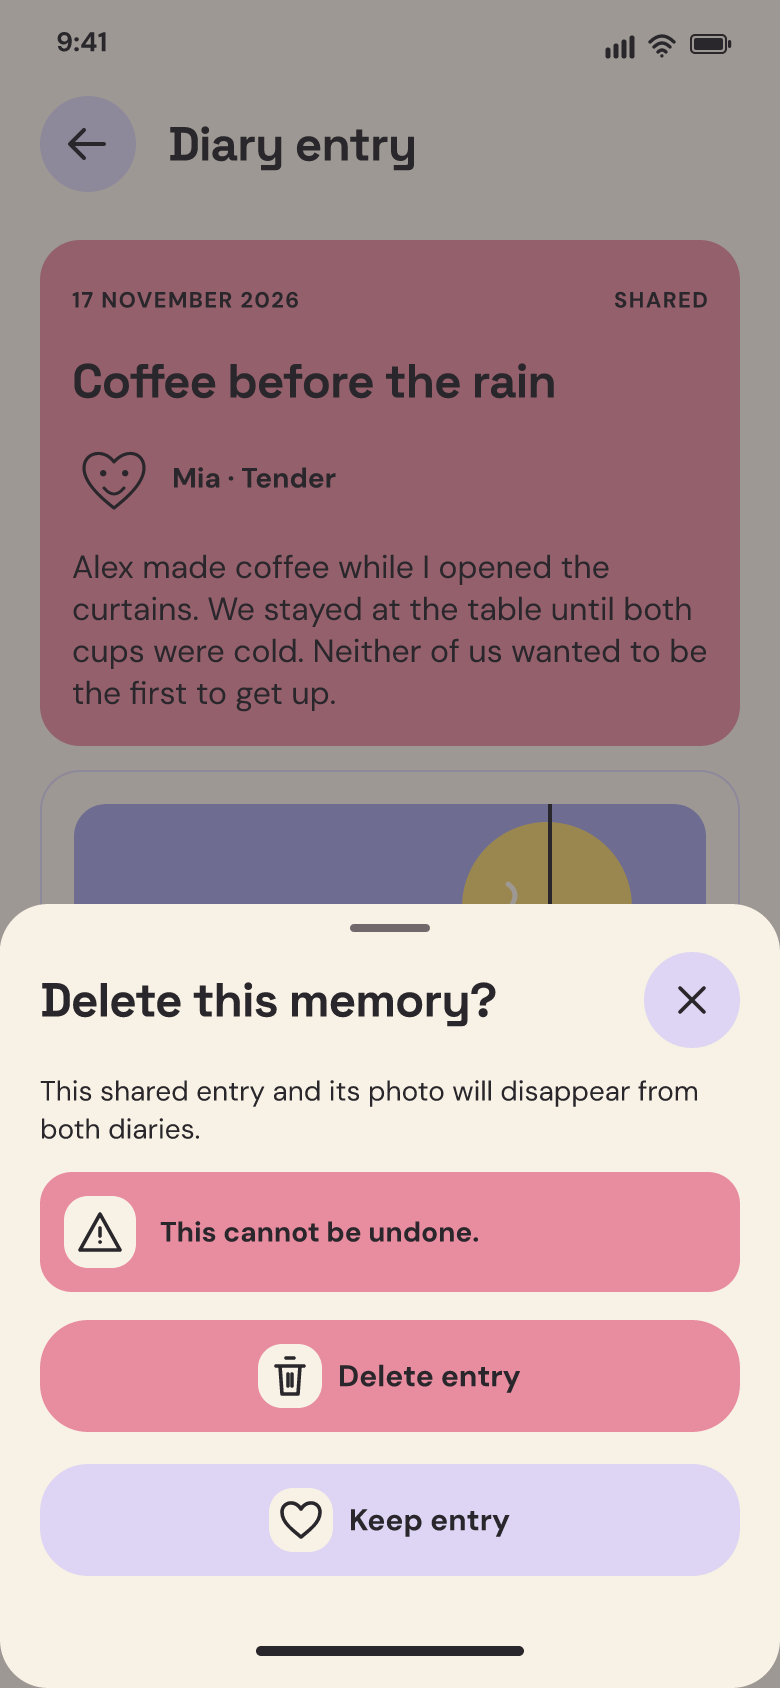 9:41
Diary entry
17 NOVEMBER 2026 SHARED
Coffee before the rain
Mia · Tender
Alex made coffee while I opened the
curtains. We stayed at the table until both
cups were cold. Neither of us wanted to be
the first to get up.
Delete this memory?
This shared entry and its photo will disappear from
both diaries.
This cannot be undone.
Delete entry
Keep entry